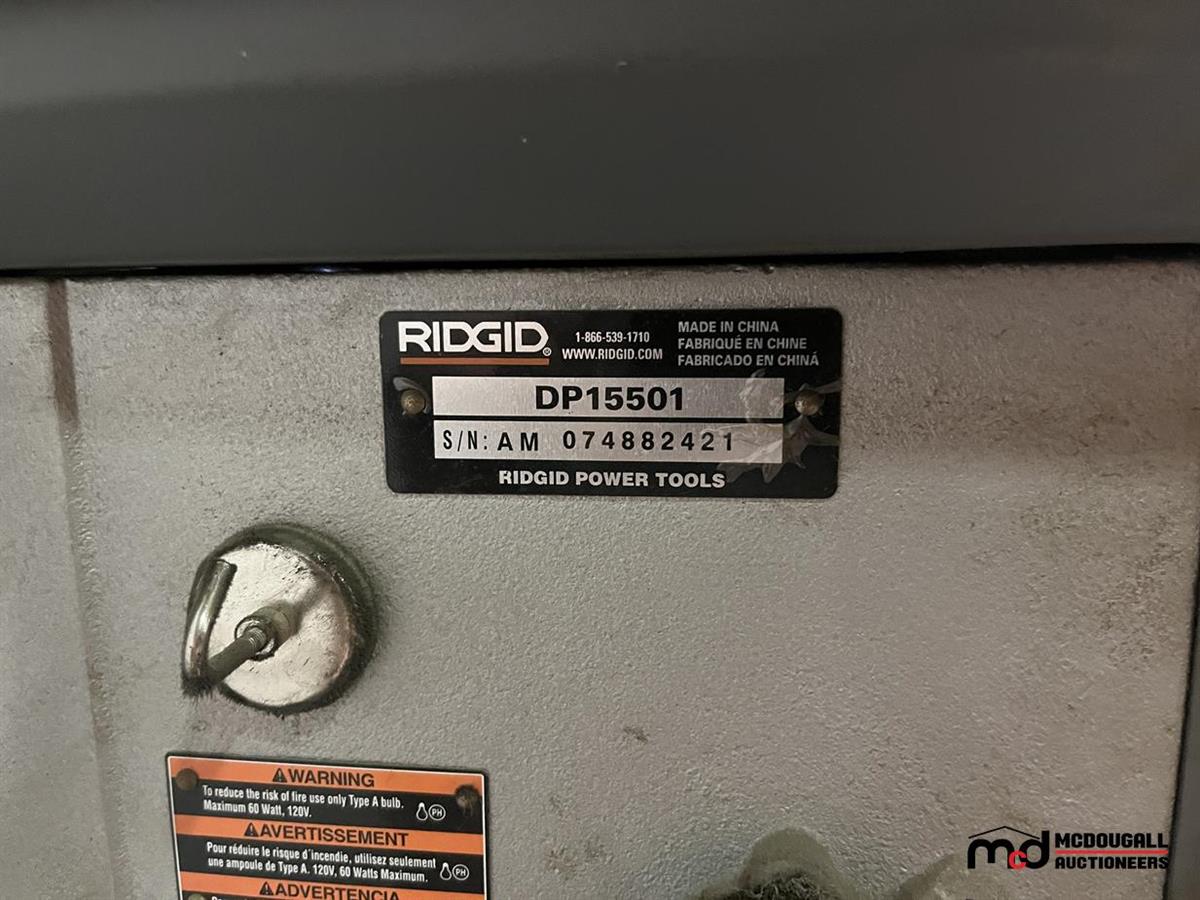 RIDGID®
1-866-539-1710
WWW.RIDGID.COM
MADE IN CHINA
FABRIQUÉ EN CHINE
FABRICADO EN CHINÁ
DP15501
S/N: AM 074882421
RIDGID POWER TOOLS
⚠WARNING
To reduce the risk of fire use only Type A bulb.
Maximum 60 Watt, 120V.
PH
⚠AVERTISSEMENT
Pour réduire le risque d'incendie, utilisez seulement
une ampoule de Type A. 120V, 60 Watts Maximum.
PH
⚠ADVERTENCIA
mcd MCDOUGALL
AUCTIONEERS